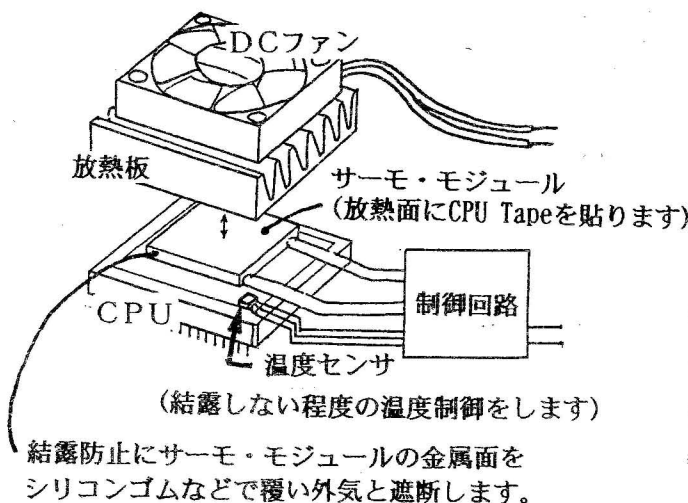 DCファン
放熱板
サーモ・モジュール
(放熱面にCPU Tapeを貼ります)
制御回路
CPU
温度センサ
(結露しない程度の温度制御をします)
結露防止にサーモ・モジュールの金属面を
シリコンゴムなどで覆い外気と遮断します。